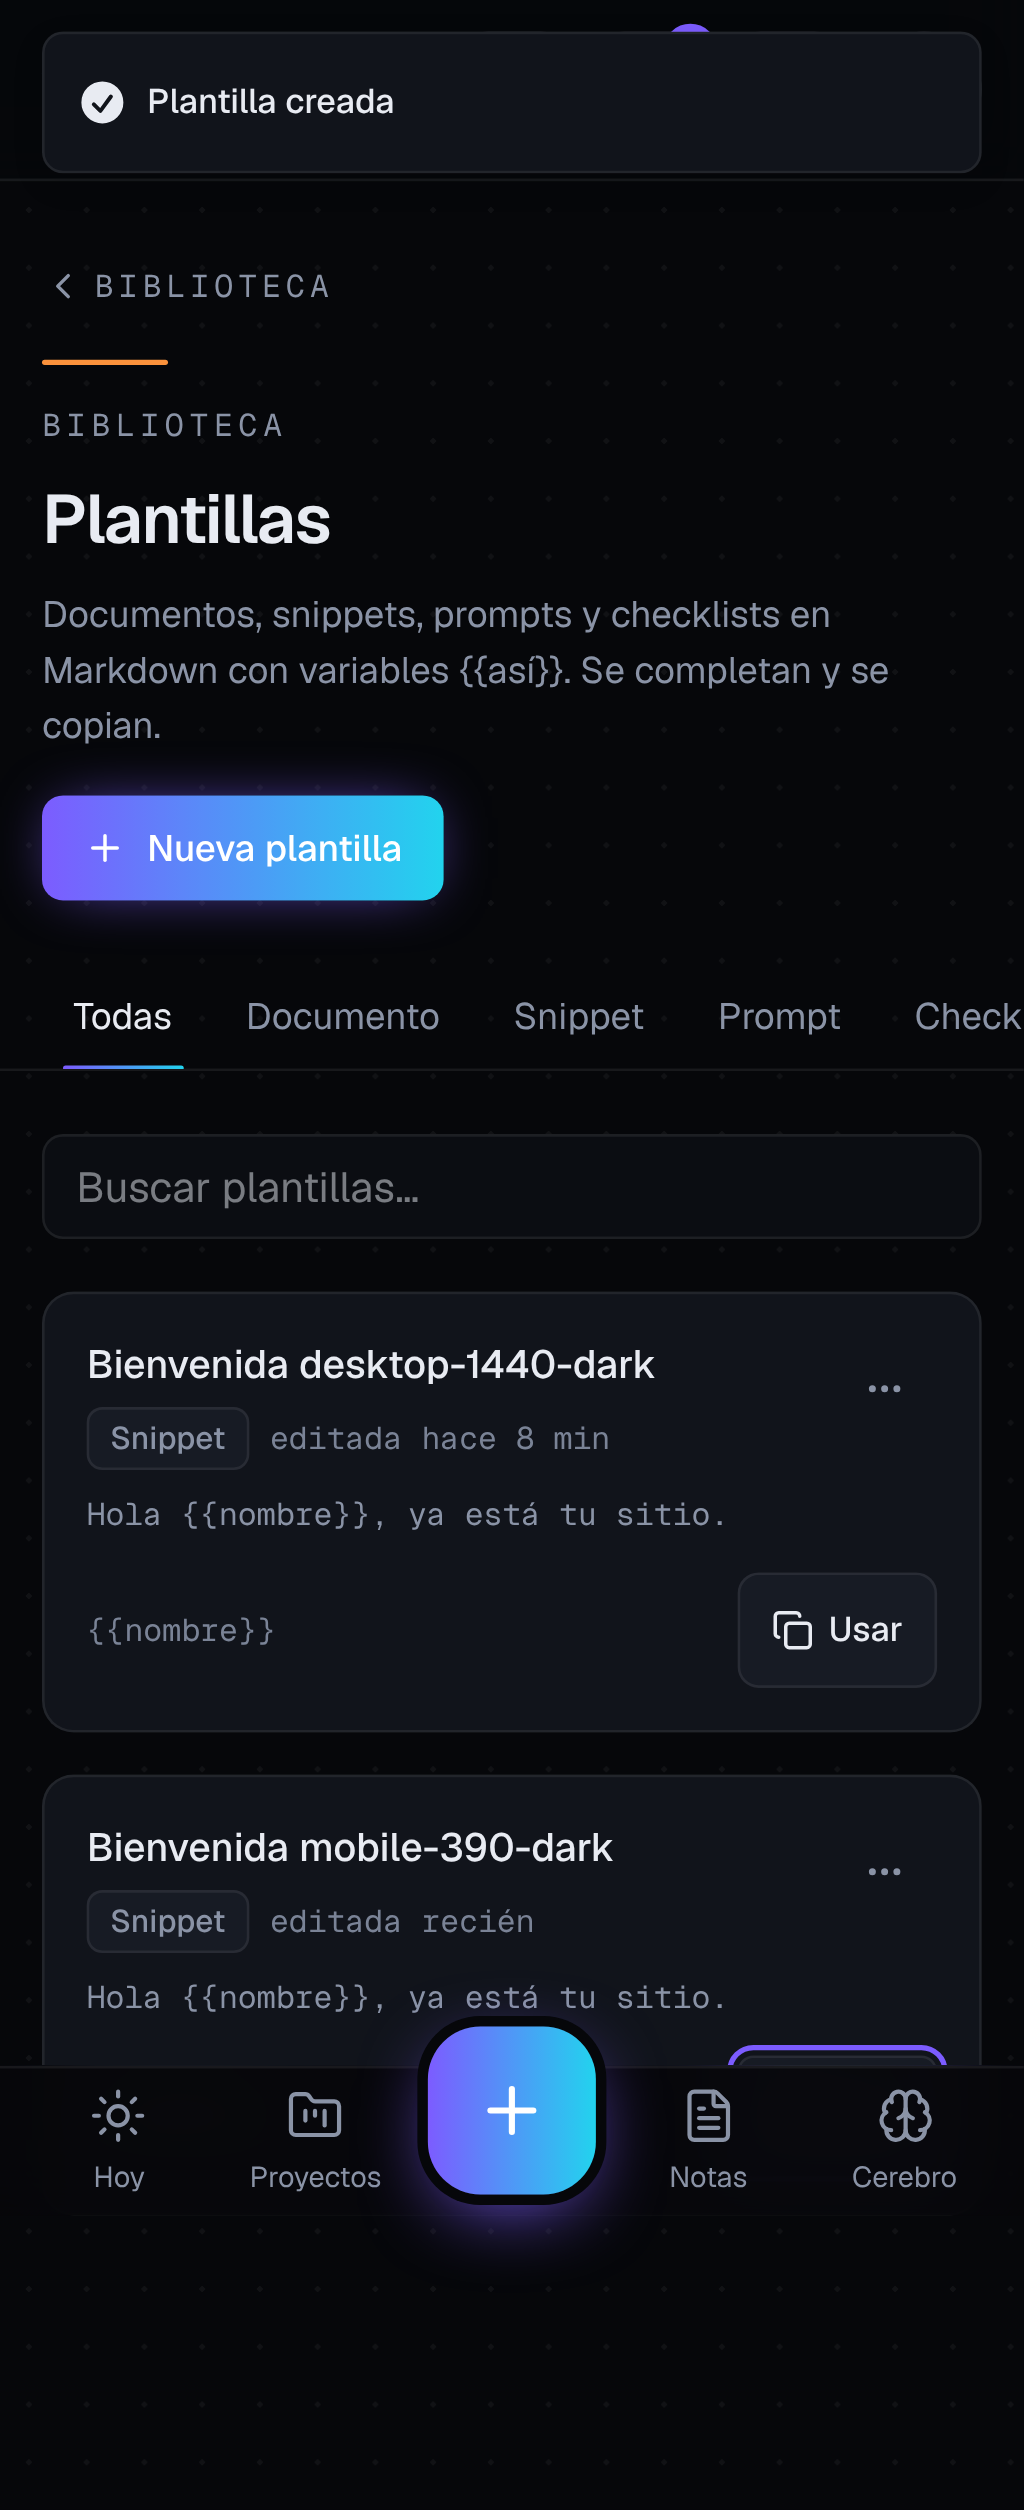 Plantilla creada
BIBLIOTECA
BIBLIOTECA
Plantillas
Documentos, snippets, prompts y checklists en
Markdown con variables {{así}}. Se completan y se
copian.
Nueva plantilla
Todas Documento Snippet Prompt Check
Buscar plantillas...
Bienvenida desktop-1440-dark
Snippet editada hace 8 min
Hola {{nombre}}, ya está tu sitio.
{{nombre}} Usar
Bienvenida mobile-390-dark
Snippet editada recién
Hola {{nombre}}, ya está tu sitio.
Hoy Proyectos Notas Cerebro